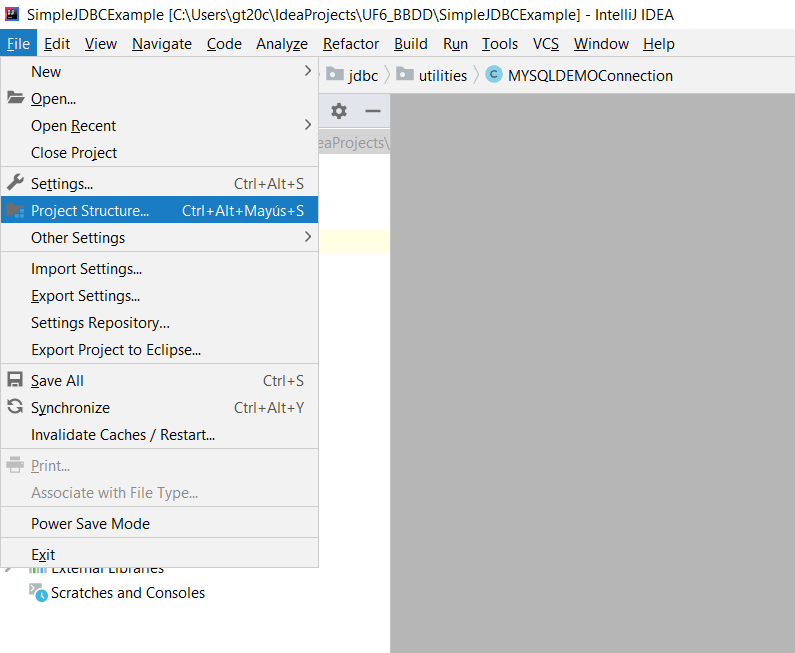 SimpleJDBCExample [C:\Users\gt20c\IdeaProjects\UF6_BBDD\SimpleJDBCExample] - IntelliJ IDEA
File Edit View Navigate Code Analyze Refactor Build Run Tools VCS Window Help
jdbc utilities C MYSQLDEMOConnection
New
Open...
Open Recent
Close Project
eaProjects\
Settings... Ctrl+Alt+S
Project Structure... Ctrl+Alt+Mayús+S
Other Settings
Import Settings...
Export Settings...
Settings Repository...
Export Project to Eclipse...
Save All Ctrl+S
Synchronize Ctrl+Alt+Y
Invalidate Caches / Restart...
Print...
Associate with File Type...
Power Save Mode
Exit
External Libraries
Scratches and Consoles